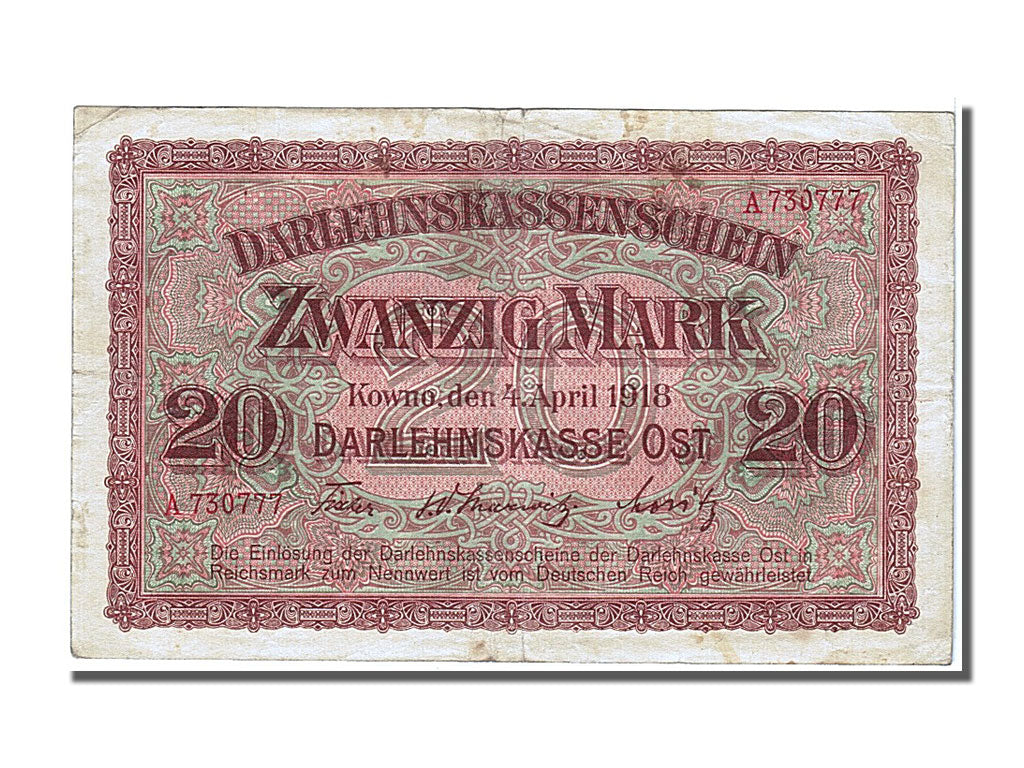 A 730777
DARLEHNSKASSENSCHEIN
ZWANZIG MARK
20
Kowno, den 4. April 1918
20
20
DARLEHNSKASSE OST
A 730777
Die Einlösung der Darlehnskassenscheine der Darlehnskasse Ost in
Reichsmark zum Nennwert ist vom Deutschen Reich gewährleistet